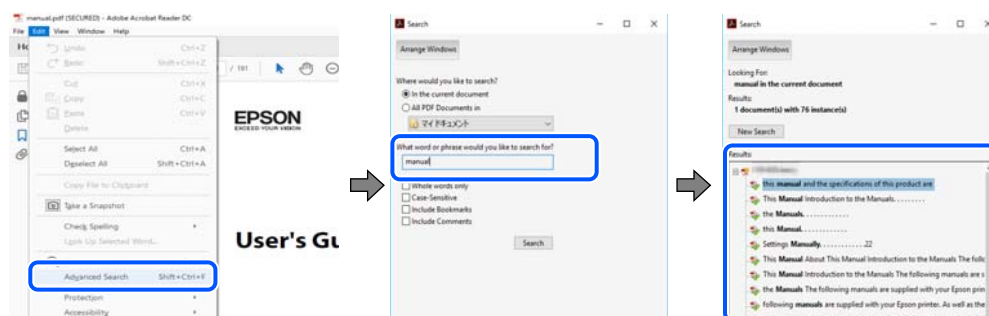 manual.pdf (SECURED) - Adobe Acrobat Reader DC
File Edit View Window Help
Undo Ctrl+Z
Redo Shift+Ctrl+Z
Cut Ctrl+X
Copy Ctrl+C
Paste Ctrl+V
Delete
Select All Ctrl+A
Deselect All Shift+Ctrl+A
Copy File to Clipboard
Take a Snapshot
Check Spelling
Look Up Selected Word...
Advanced Search Shift+Ctrl+F
Protection
Accessibility
/ 181
EPSON
EXCEED YOUR VISION
User's Gu
Search
Arrange Windows
Where would you like to search?
In the current document
All PDF Documents in
マイ ドキュメント
What word or phrase would you like to search for?
manual
Whole words only
Case-Sensitive
Include Bookmarks
Include Comments
Search
Search
Arrange Windows
Looking For:
manual in the current document
Results:
1 document(s) with 76 instance(s)
New Search
Results:
this manual and the specifications of this product are
This Manual Introduction to the Manuals. . . . . . . . .
the Manuals. . . . . . . . . . . . .
this Manual. . . . . . . . . . . . .
Settings Manually. . . . . . . . . . . . .22
This Manual About This Manual Introduction to the Manuals The follo
This Manual Introduction to the Manuals The following manuals are s
the Manuals The following manuals are supplied with your Epson prin
following manuals are supplied with your Epson printer. As well as the